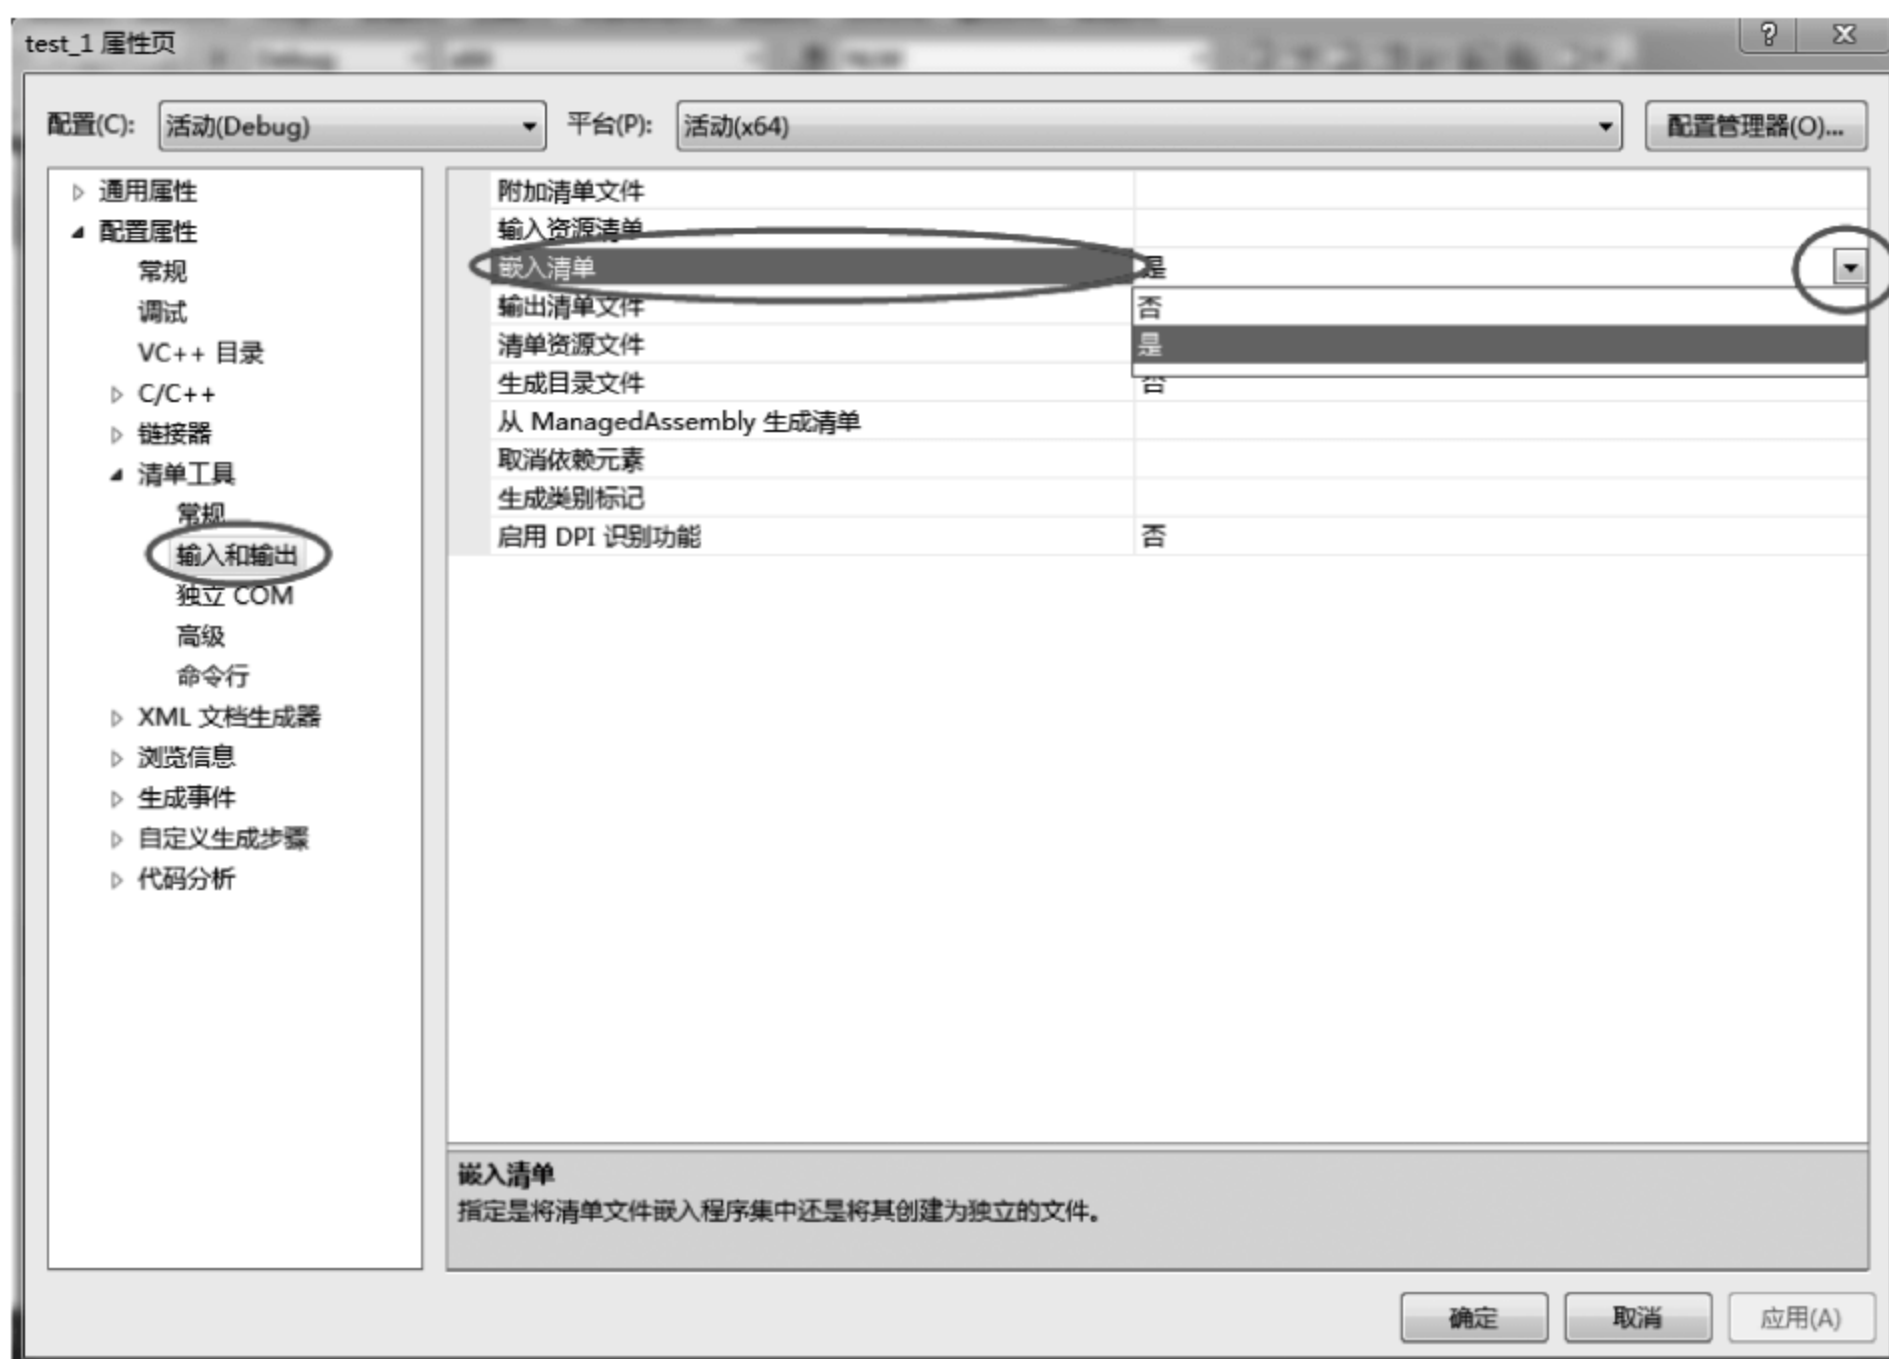 test_1 属性页
配置(C): 活动(Debug) 平台(P): 活动(x64) 配置管理器(O)...
通用属性
配置属性
常规
调试
VC++ 目录
C/C++
链接器
清单工具
常规
输入和输出
独立 COM
高级
命令行
XML 文档生成器
浏览信息
生成事件
自定义生成步骤
代码分析
附加清单文件
输入资源清单
嵌入清单 是
否
是
输出清单文件
清单资源文件
生成目录文件 否
从 ManagedAssembly 生成清单
取消依赖元素
生成类别标记
启用 DPI 识别功能 否
嵌入清单
指定是将清单文件嵌入程序集中还是将其创建为独立的文件。
确定 取消 应用(A)